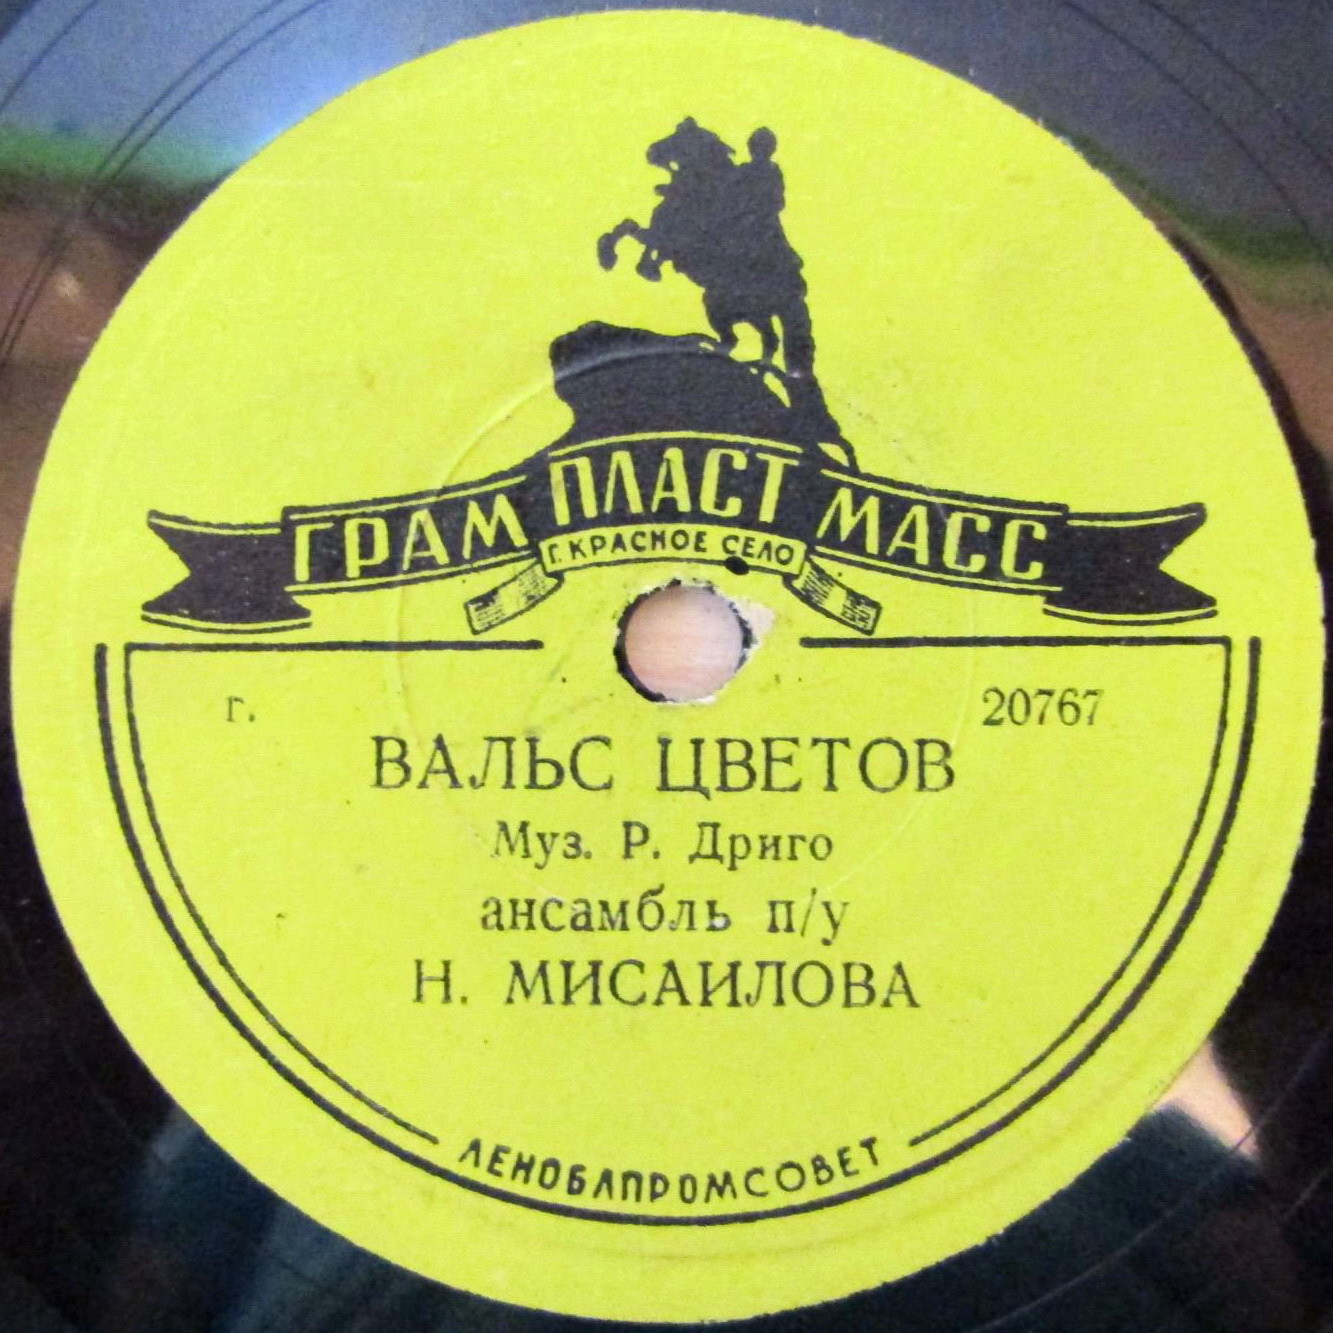 ГРАМ ПЛАСТ МАСС
Г. КРАСНОЕ СЕЛО
г. 20767
ВАЛЬС ЦВЕТОВ
Муз. Р. Дриго
ансамбль п/у
Н. МИСАИЛОВА
ЛЕНОБЛПРОМСОВЕТ